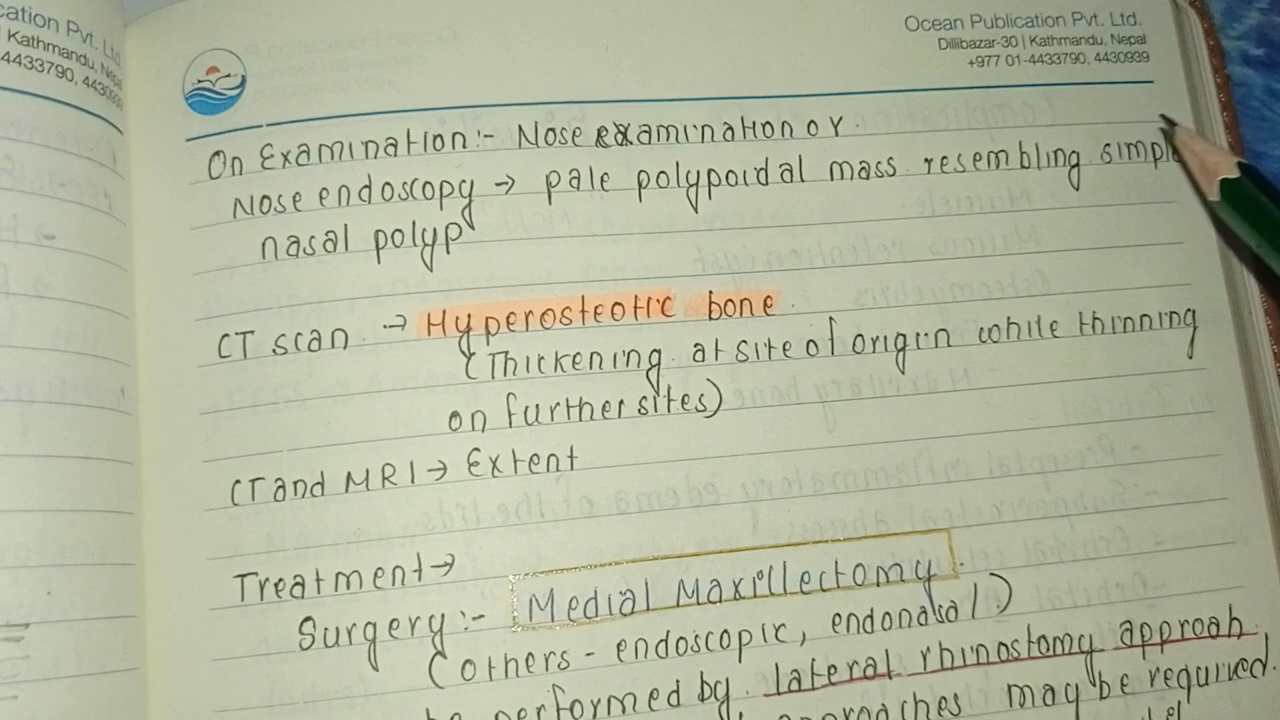 cation Pvt. Ltd
Kathmandu, Nepal
4433790, 4430939
Ocean Publication Pvt. Ltd.
Dillibazar-30 | Kathmandu, Nepal
+977 01-4433790, 4430939
On Examination:- Nose examination or
Nose endoscopy → pale polypoidal mass resembling simple
nasal polyp
CT scan → Hyperosteotic bone
(Thickening at site of origin while thinning
on further sites)
CT and MRI → Extent
Treatment →
Surgery:- Medial Maxillectomy
(others - endoscopic, endonasal)
performed by lateral rhinostomy approah
approaches may be required.